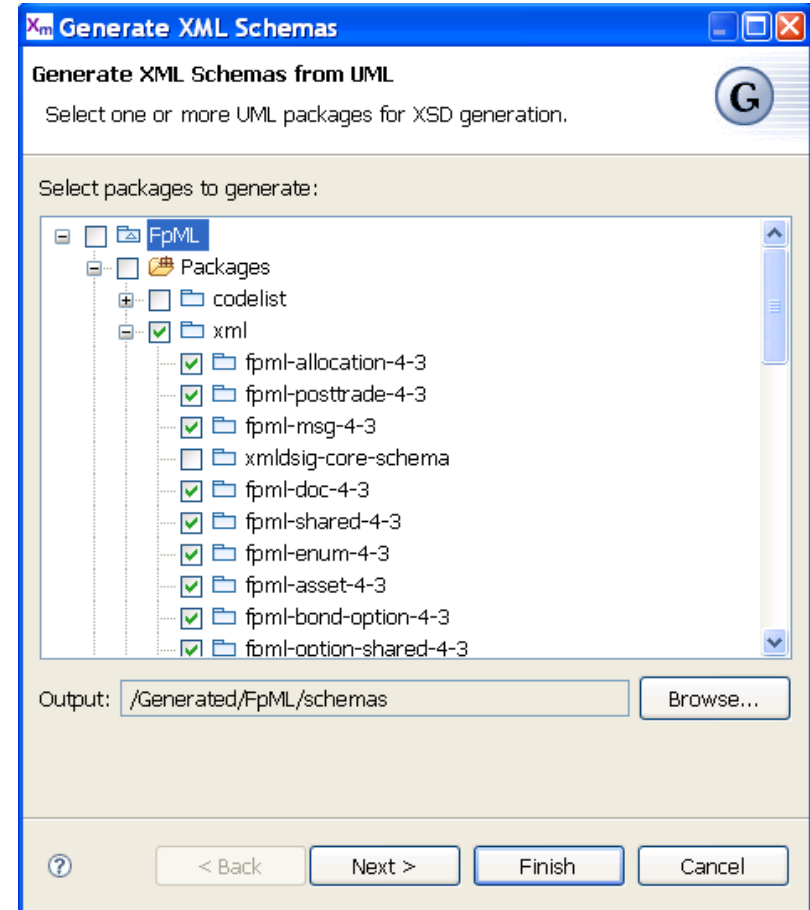 Xm Generate XML Schemas
Generate XML Schemas from UML
Select one or more UML packages for XSD generation.
G
Select packages to generate:
FpML
Packages
codelist
xml
fpml-allocation-4-3
fpml-posttrade-4-3
fpml-msg-4-3
xmldsig-core-schema
fpml-doc-4-3
fpml-shared-4-3
fpml-enum-4-3
fpml-asset-4-3
fpml-bond-option-4-3
fpml-option-shared-4-3
Output: /Generated/FpML/schemas Browse...
? < Back Next > Finish Cancel